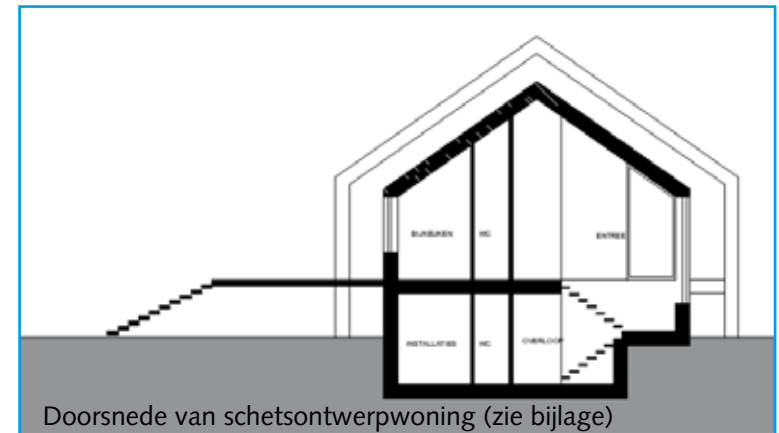 BIJKEUKEN WC ENTREE
INSTALLATIES WC OVERLOOP
Doorsnede van schetsontwerpwoning (zie bijlage)